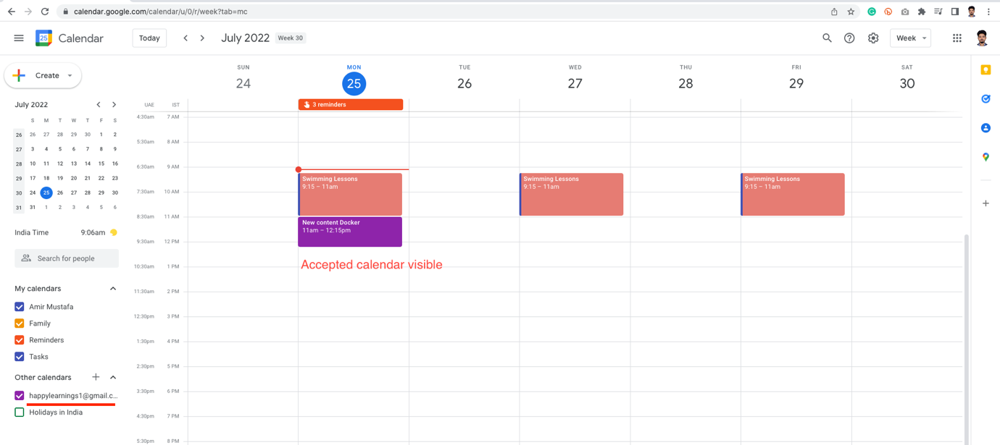 calendar.google.com/calendar/u/0/r/week?tab=mc
25
Calendar
Today
July 2022
Week 30
Week
Create
SUN
24
MON
25
TUE
26
WED
27
THU
28
FRI
29
SAT
30
July 2022
S M T W T F S
26 26 27 28 29 30 1 2
27 3 4 5 6 7 8 9
28 10 11 12 13 14 15 16
29 17 18 19 20 21 22 23
30 24 25 26 27 28 29 30
31 31 1 2 3 4 5 6
India Time 9:06am
Search for people
My calendars
Amir Mustafa
Family
Reminders
Tasks
Other calendars
happylearnings1@gmail.c...
Holidays in India
UAE IST
3 reminders
4:30am 7 AM
5:30am 8 AM
6:30am 9 AM
7:30am 10 AM
8:30am 11 AM
9:30am 12 PM
10:30am 1 PM
11:30am 2 PM
12:30pm 3 PM
1:30pm 4 PM
2:30pm 5 PM
3:30pm 6 PM
4:30pm 7 PM
5:30pm 8 PM
Swimming Lessons
9:15 – 11am
New content Docker
11am – 12:15pm
Accepted calendar visible
Swimming Lessons
9:15 – 11am
Swimming Lessons
9:15 – 11am